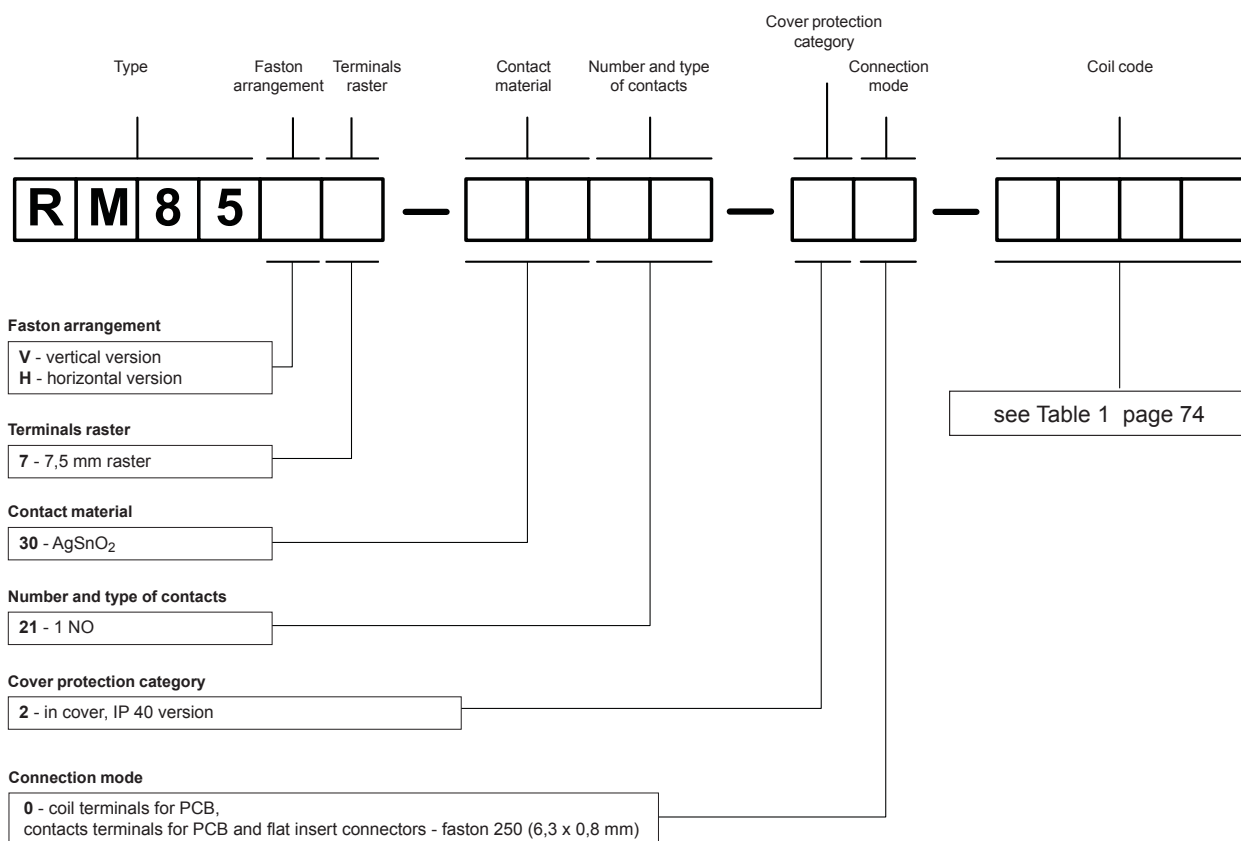 Cover protection
category
Type
Faston
arrangement
Terminals
raster
Contact
material
Number and type
of contacts
Connection
mode
Coil code
RM85 — — —
Faston arrangement
V - vertical version
H - horizontal version
see Table 1 page 74
Terminals raster
7 - 7,5 mm raster
Contact material
30 - AgSnO₂
Number and type of contacts
21 - 1 NO
Cover protection category
2 - in cover, IP 40 version
Connection mode
0 - coil terminals for PCB,
contacts terminals for PCB and flat insert connectors - faston 250 (6,3 x 0,8 mm)